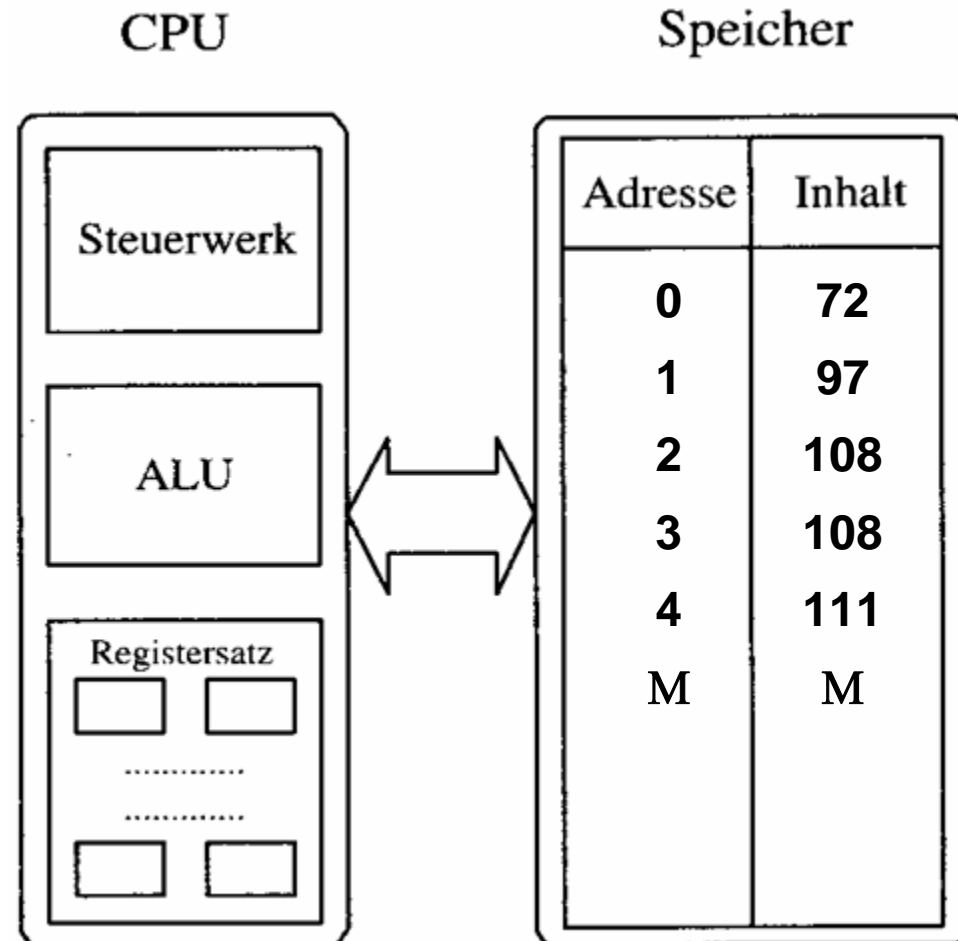 CPU
Steuerwerk
ALU
Registersatz
Speicher
Adresse Inhalt
0 72
1 97
2 108
3 108
4 111
M M